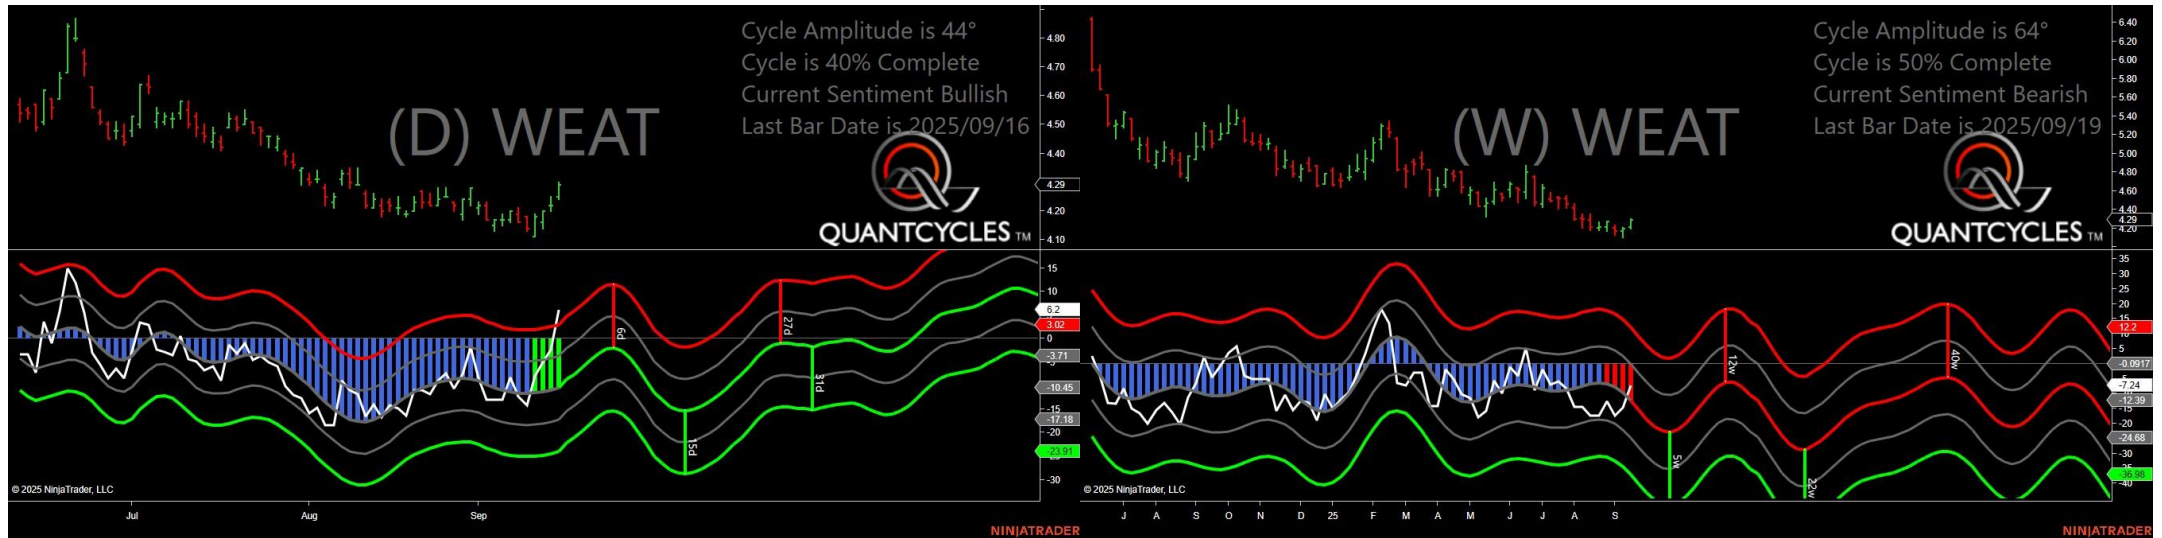 Cycle Amplitude is 44°
Cycle is 40% Complete
Current Sentiment Bullish
Last Bar Date is 2025/09/16
(D) WEAT
QUANTCYCLES TM
4.80
4.70
4.60
4.50
4.40
4.29
4.20
4.10
15
10
6.2
3.02
0
-3.71
-10.45
-15
-17.18
-20
-23.91
-30
6d
15d
27d
31d
© 2025 NinjaTrader, LLC
Jul
Aug
Sep
NINJATRADER
Cycle Amplitude is 64°
Cycle is 50% Complete
Current Sentiment Bearish
Last Bar Date is 2025/09/19
(W) WEAT
QUANTCYCLES TM
6.40
6.20
6.00
5.80
5.60
5.40
5.20
5.00
4.80
4.60
4.40
4.29
4.20
35
30
25
20
15
12.2
5
-0.0917
-7.24
-12.39
-15
-20
-24.68
-30
-36.98
-40
5w
12w
22w
40w
© 2025 NinjaTrader, LLC
J
A
S
O
N
D
25
F
M
A
M
J
J
A
S
NINJATRADER